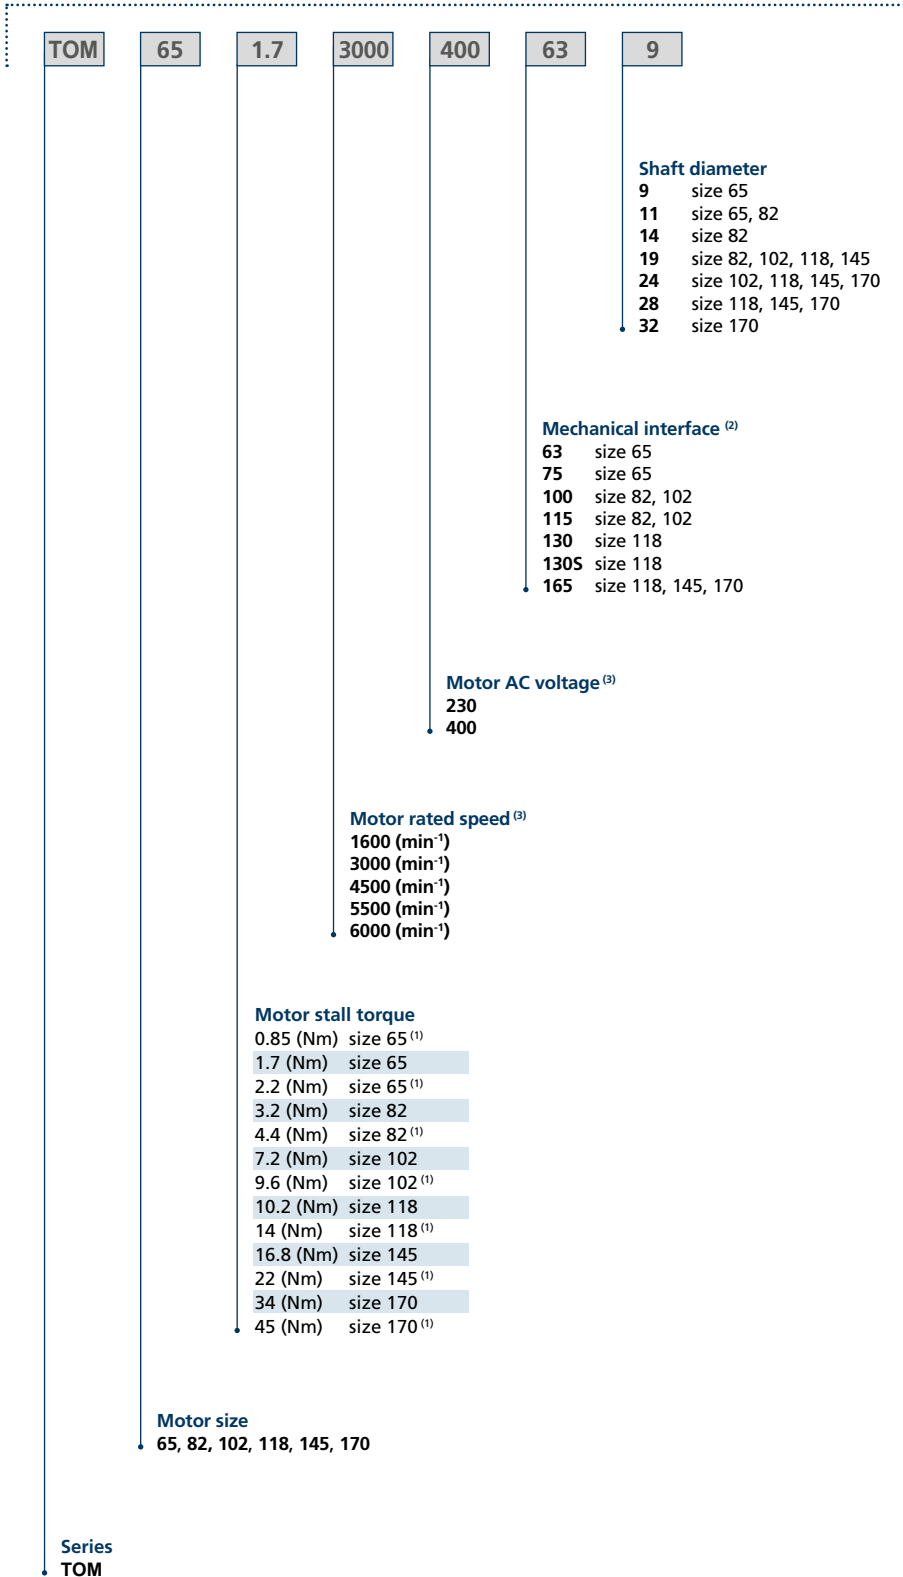 TOM 65 1.7 3000 400 63 9
Shaft diameter
9 size 65
11 size 65, 82
14 size 82
19 size 82, 102, 118, 145
24 size 102, 118, 145, 170
28 size 118, 145, 170
32 size 170
Mechanical interface (2)
63 size 65
75 size 65
100 size 82, 102
115 size 82, 102
130 size 118
130S size 118
165 size 118, 145, 170
Motor AC voltage (3)
230
400
Motor rated speed (3)
1600 (min-1)
3000 (min-1)
4500 (min-1)
5500 (min-1)
6000 (min-1)
Motor stall torque
0.85 (Nm) size 65 (1)
1.7 (Nm) size 65
2.2 (Nm) size 65 (1)
3.2 (Nm) size 82
4.4 (Nm) size 82 (1)
7.2 (Nm) size 102
9.6 (Nm) size 102 (1)
10.2 (Nm) size 118
14 (Nm) size 118 (1)
16.8 (Nm) size 145
22 (Nm) size 145 (1)
34 (Nm) size 170
45 (Nm) size 170 (1)
Motor size
65, 82, 102, 118, 145, 170
Series
TOM